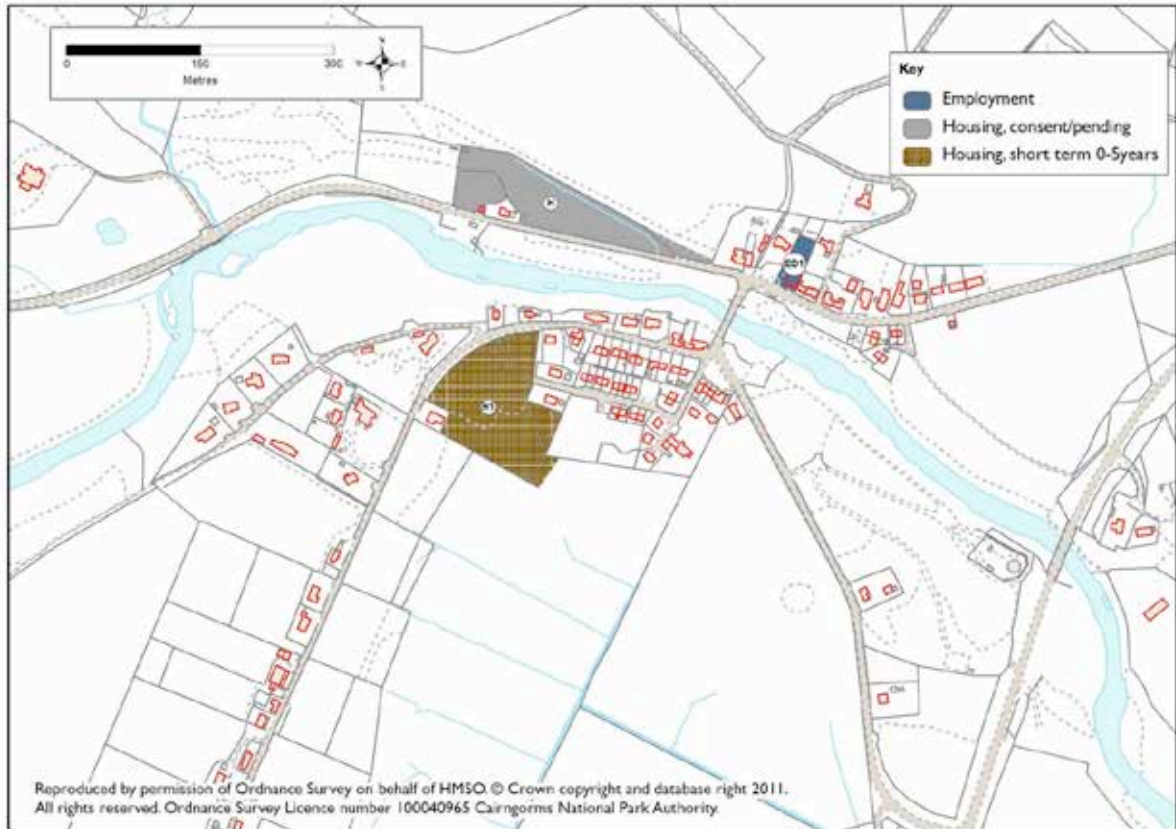 0 150 300
Metres
Key
Employment
Housing, consent/pending
Housing, short term 0-5years
ED1
H1
Reproduced by permission of Ordnance Survey on behalf of HMSO. © Crown copyright and database right 2011.
All rights reserved. Ordnance Survey Licence number 100040965 Cairngorms National Park Authority.